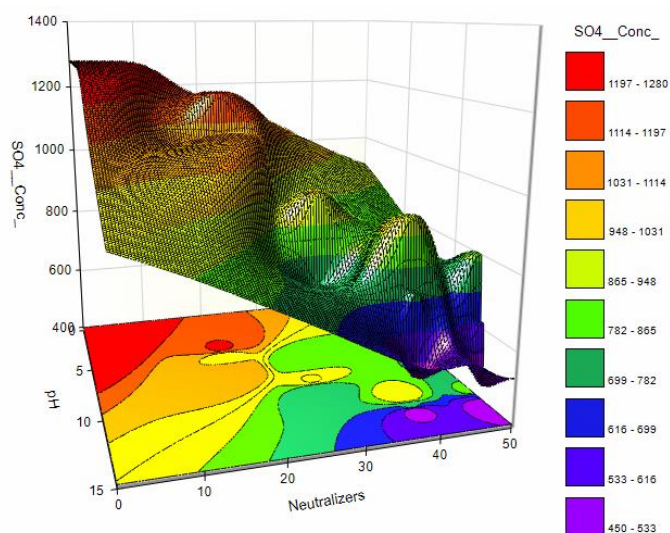 1400
1200
1000
800
600
400
SO4__Conc_
0
5
10
15
pH
0
10
20
30
40
50
Neutralizers
SO4__Conc_
1197 - 1280
1114 - 1197
1031 - 1114
948 - 1031
865 - 948
782 - 865
699 - 782
616 - 699
533 - 616
450 - 533